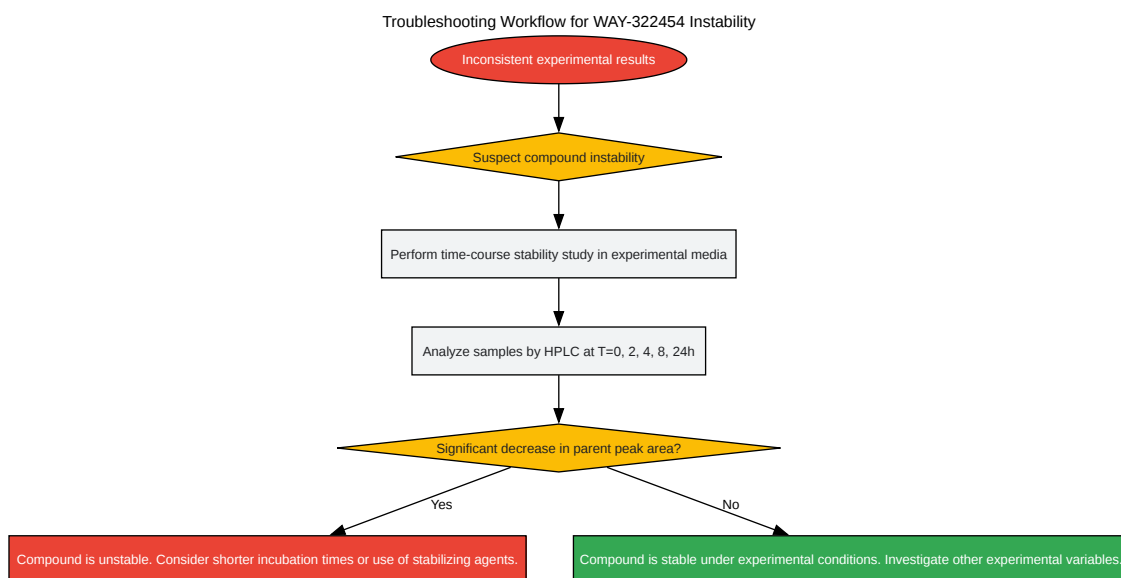 Troubleshooting Workflow for WAY-322454 Instability
Inconsistent experimental results
Suspect compound instability
Perform time-course stability study in experimental media
Analyze samples by HPLC at T=0, 2, 4, 8, 24h
Significant decrease in parent peak area?
Yes
No
Compound is unstable. Consider shorter incubation times or use of stabilizing agents.
Compound is stable under experimental conditions. Investigate other experimental variables.